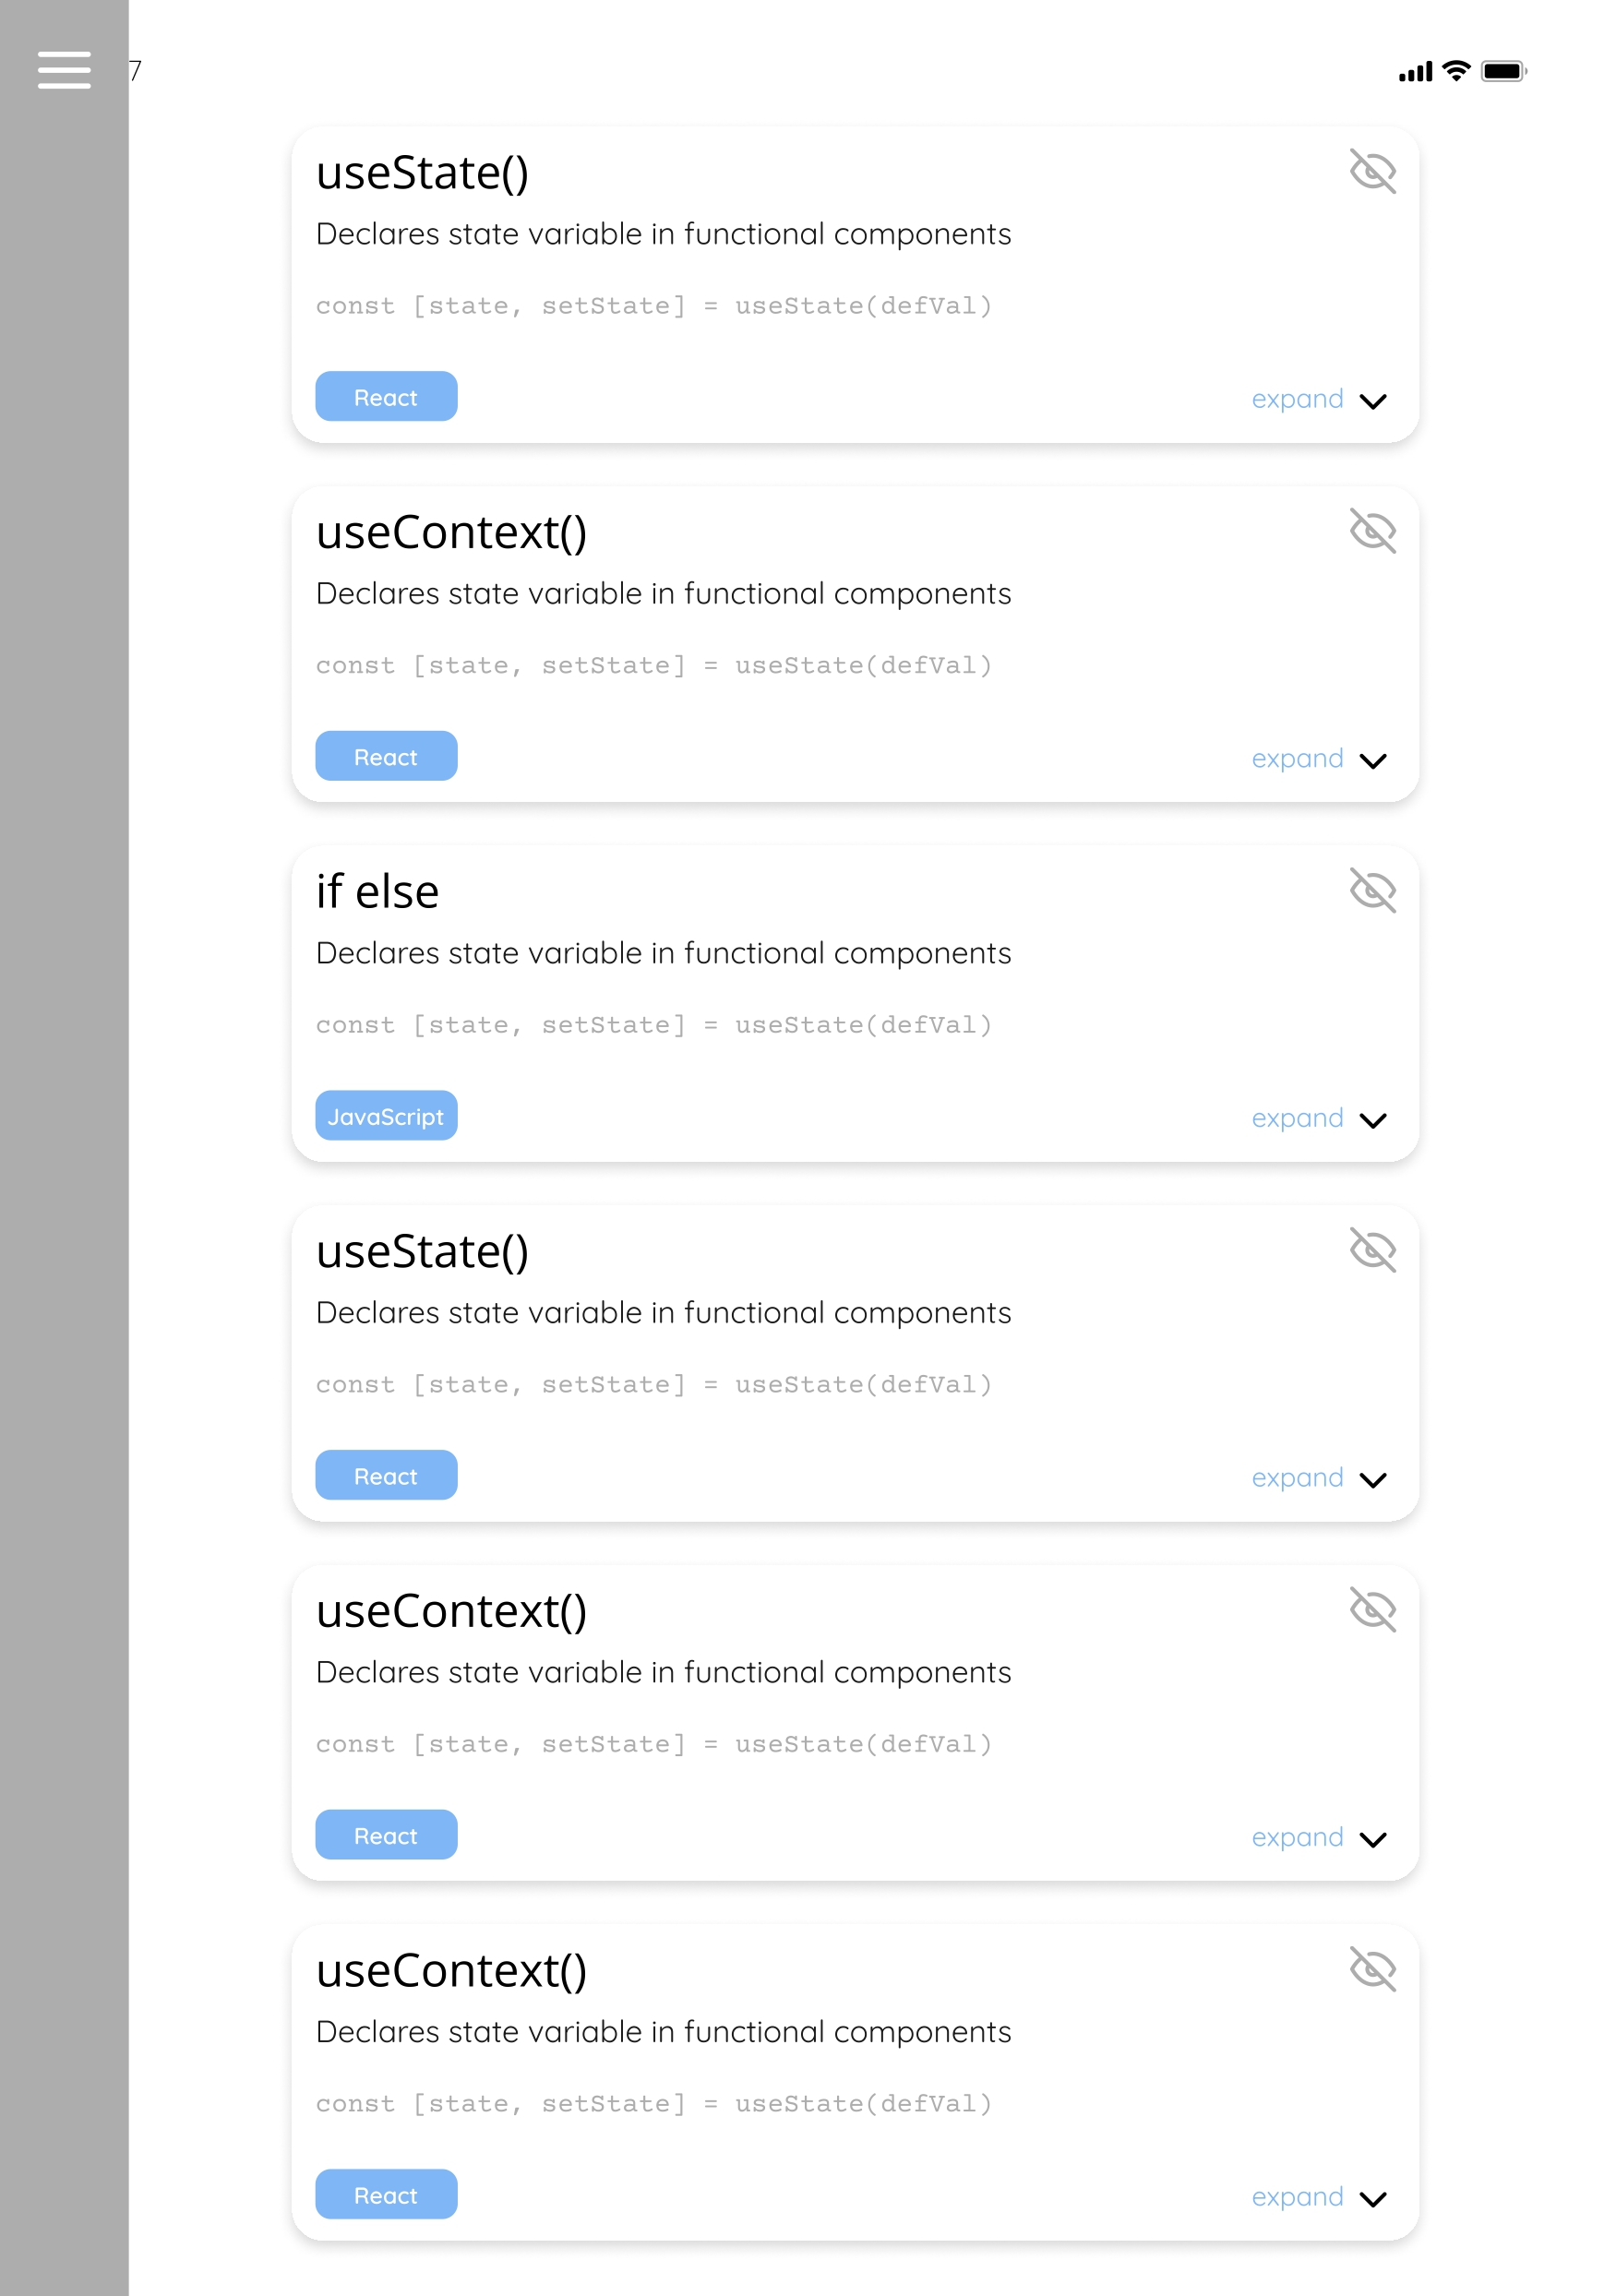 7
useState()
Declares state variable in functional components
const [state, setState] = useState(defVal)
React expand
useContext()
Declares state variable in functional components
const [state, setState] = useState(defVal)
React expand
if else
Declares state variable in functional components
const [state, setState] = useState(defVal)
JavaScript expand
useState()
Declares state variable in functional components
const [state, setState] = useState(defVal)
React expand
useContext()
Declares state variable in functional components
const [state, setState] = useState(defVal)
React expand
useContext()
Declares state variable in functional components
const [state, setState] = useState(defVal)
React expand